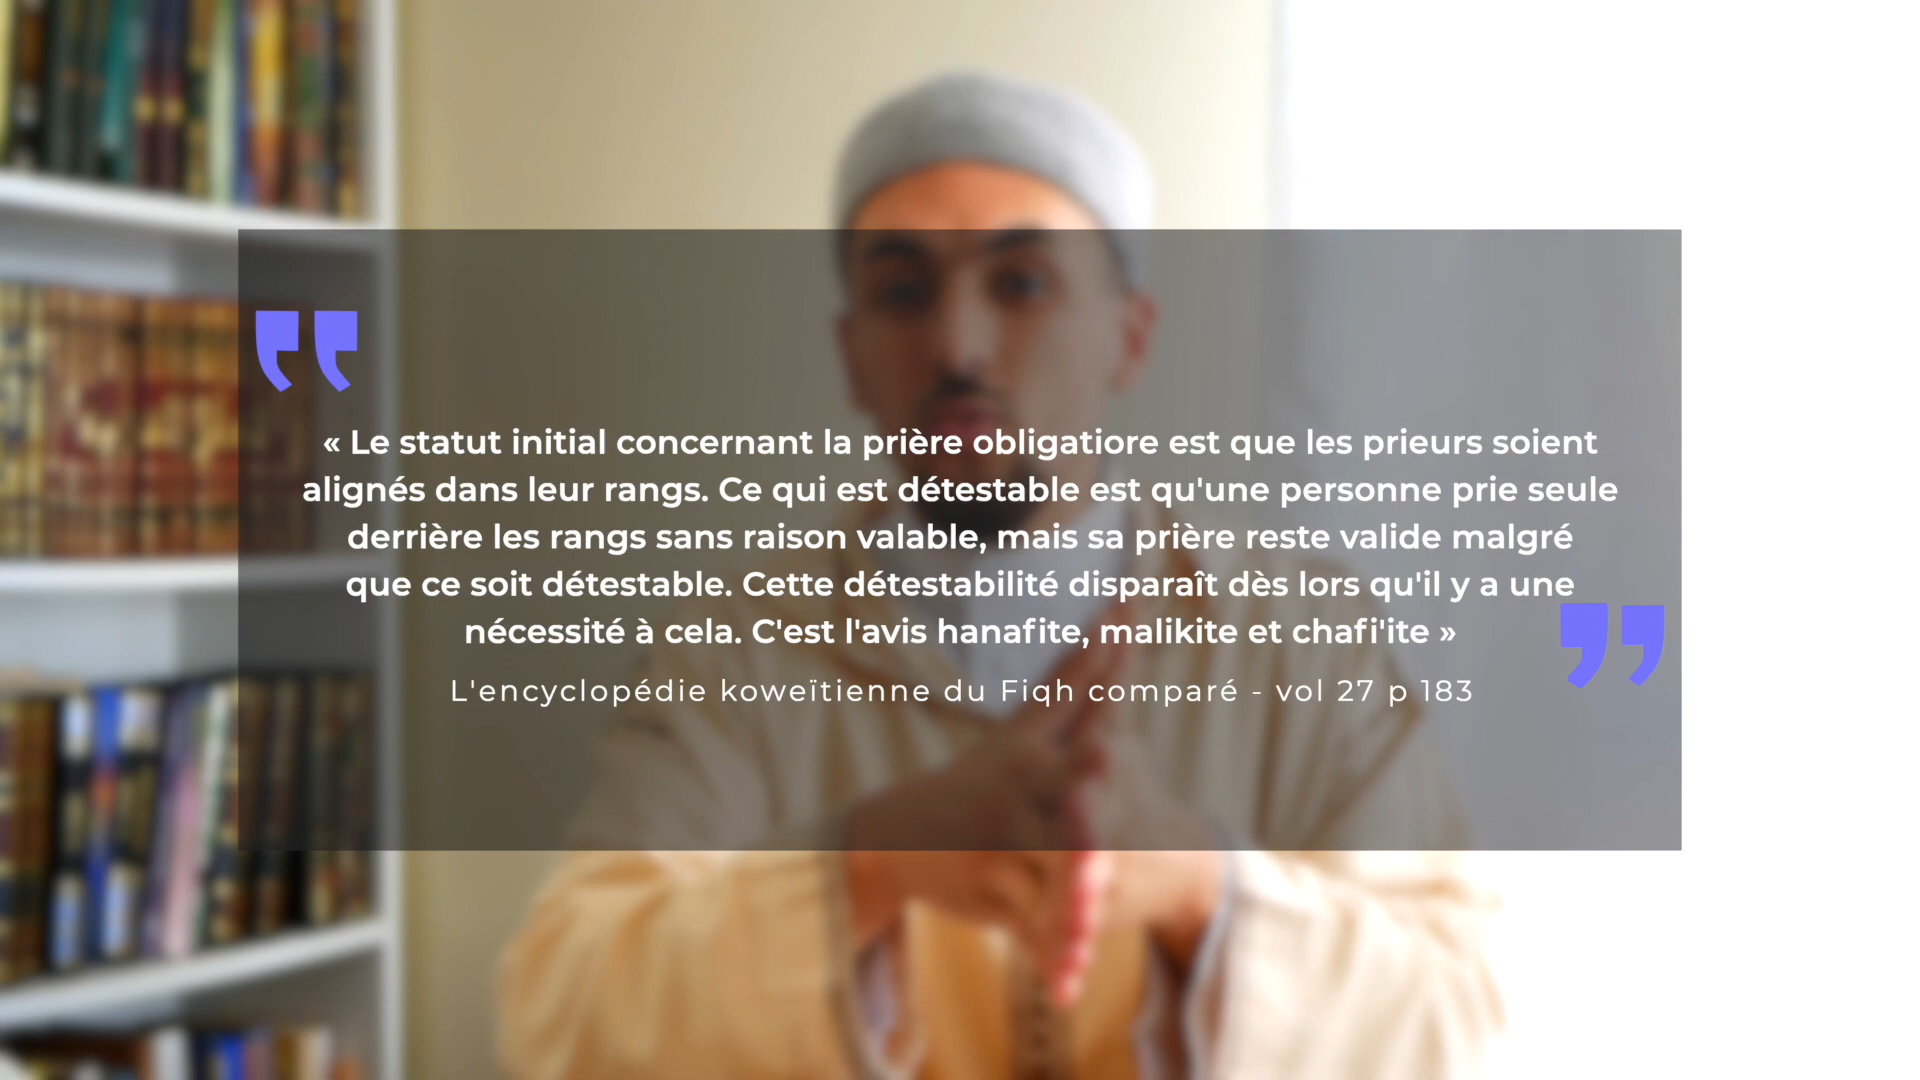 « Le statut initial concernant la prière obligatiore est que les prieurs soient
alignés dans leur rangs. Ce qui est détestable est qu'une personne prie seule
derrière les rangs sans raison valable, mais sa prière reste valide malgré
que ce soit détestable. Cette détestabilité disparaît dès lors qu'il y a une
nécessité à cela. C'est l'avis hanafite, malikite et chafi'ite »
L'encyclopédie koweïtienne du Fiqh comparé - vol 27 p 183